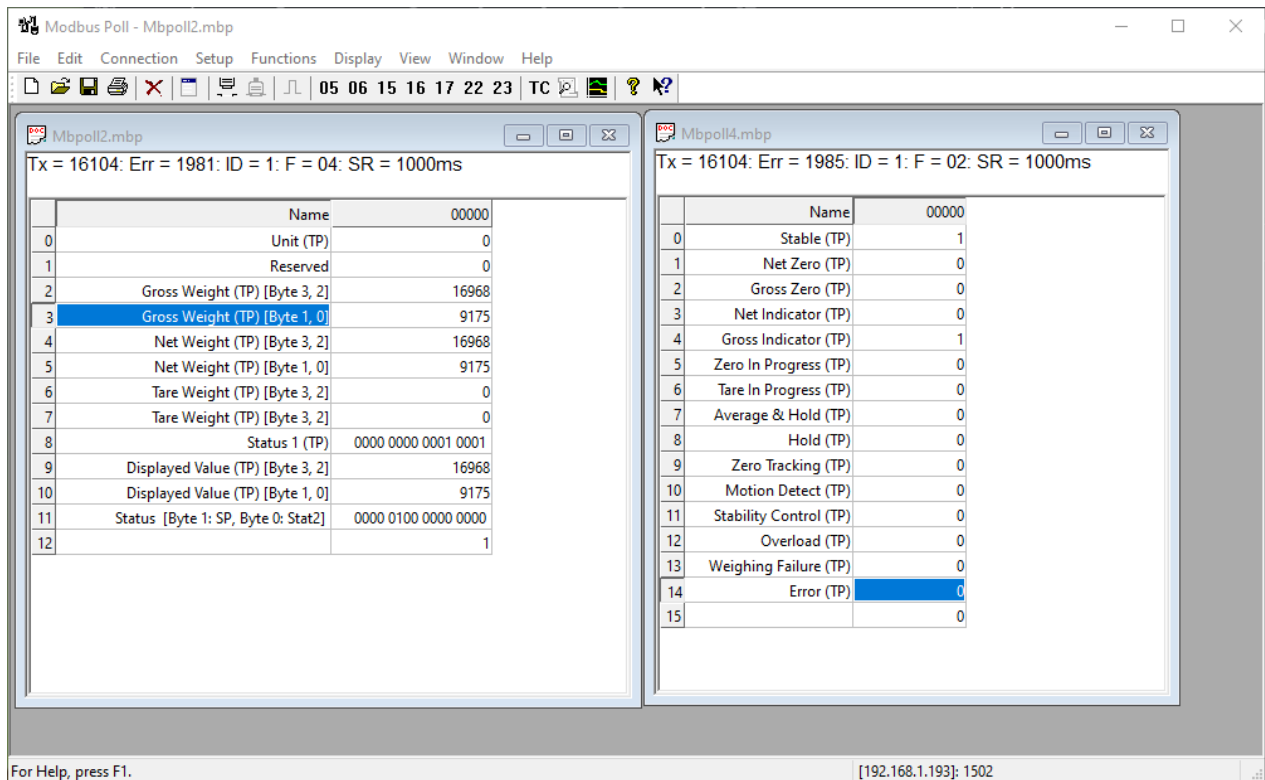 Modbus Poll - Mbpoll2.mbp
File Edit Connection Setup Functions Display View Window Help
05 06 15 16 17 22 23 TC
Mbpoll2.mbp
Tx = 16104: Err = 1981: ID = 1: F = 04: SR = 1000ms
Name 00000
0 Unit (TP) 0
1 Reserved 0
2 Gross Weight (TP) [Byte 3, 2] 16968
3 Gross Weight (TP) [Byte 1, 0] 9175
4 Net Weight (TP) [Byte 3, 2] 16968
5 Net Weight (TP) [Byte 1, 0] 9175
6 Tare Weight (TP) [Byte 3, 2] 0
7 Tare Weight (TP) [Byte 3, 2] 0
8 Status 1 (TP) 0000 0000 0001 0001
9 Displayed Value (TP) [Byte 3, 2] 16968
10 Displayed Value (TP) [Byte 1, 0] 9175
11 Status [Byte 1: SP, Byte 0: Stat2] 0000 0100 0000 0000
12 1
Mbpoll4.mbp
Tx = 16104: Err = 1985: ID = 1: F = 02: SR = 1000ms
Name 00000
0 Stable (TP) 1
1 Net Zero (TP) 0
2 Gross Zero (TP) 0
3 Net Indicator (TP) 0
4 Gross Indicator (TP) 1
5 Zero In Progress (TP) 0
6 Tare In Progress (TP) 0
7 Average & Hold (TP) 0
8 Hold (TP) 0
9 Zero Tracking (TP) 0
10 Motion Detect (TP) 0
11 Stability Control (TP) 0
12 Overload (TP) 0
13 Weighing Failure (TP) 0
14 Error (TP) 0
15 0
For Help, press F1.
[192.168.1.193]: 1502